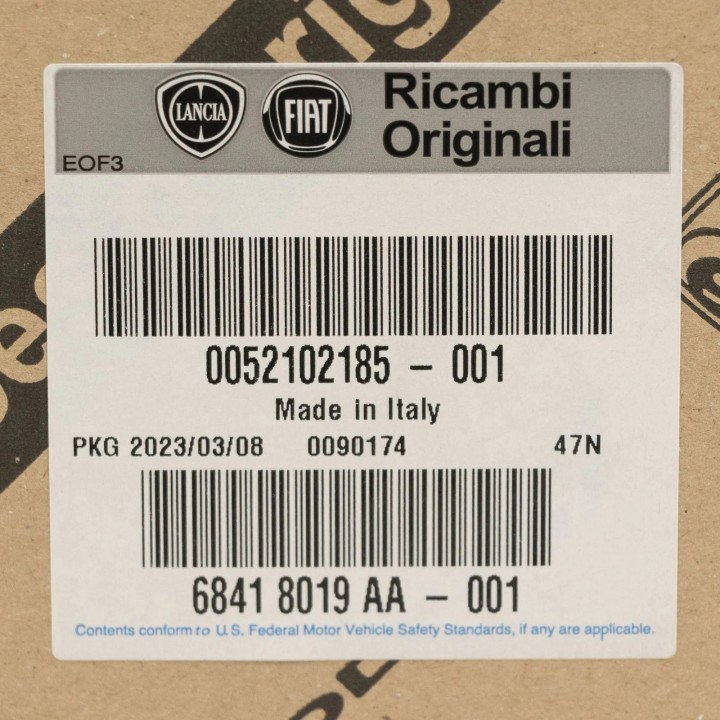 LANCIA FIAT Ricambi
Originali
EOF3
0052102185 – 001
Made in Italy
PKG 2023/03/08 0090174 47N
6841 8019 AA – 001
Contents conform to U.S. Federal Motor Vehicle Safety Standards, if any are applicable.